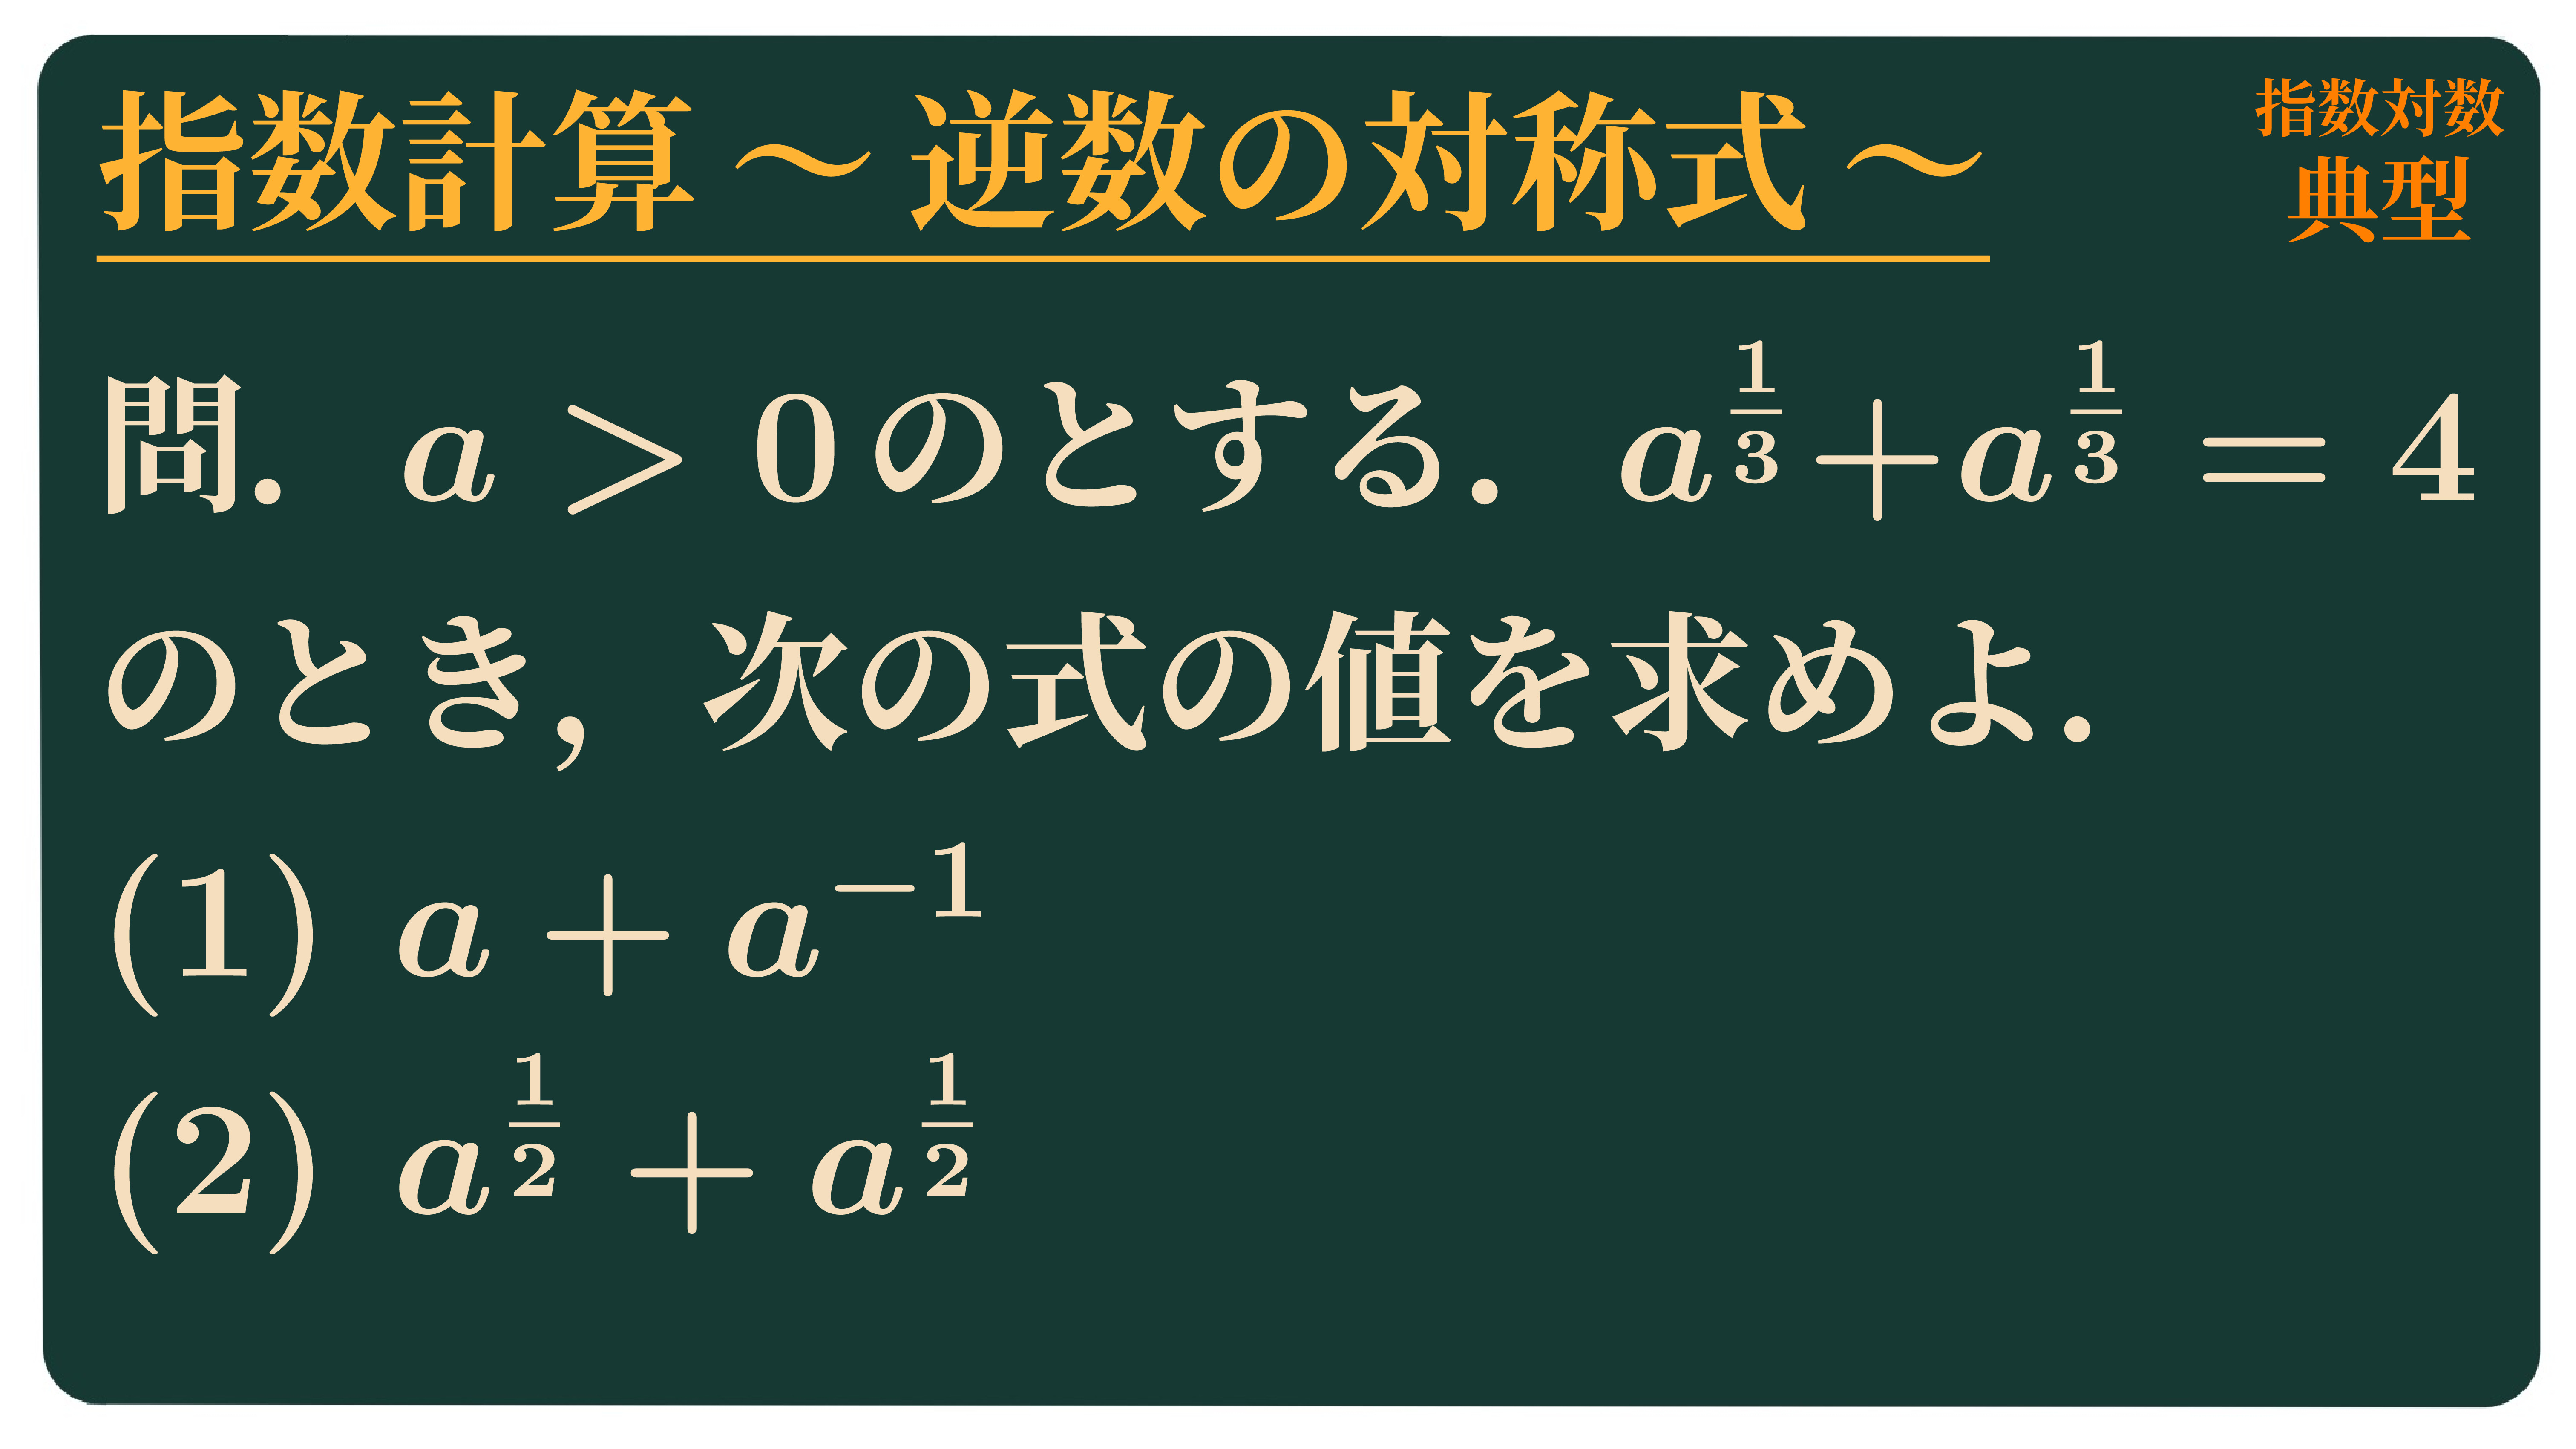 指数計算 ～ 逆数の対称式 ～
指数対数
典型
問. a > 0 のとする. a^{\frac{1}{3}} + a^{\frac{1}{3}} = 4
のとき, 次の式の値を求めよ.
(1) a + a^{-1}
(2) a^{\frac{1}{2}} + a^{\frac{1}{2}}